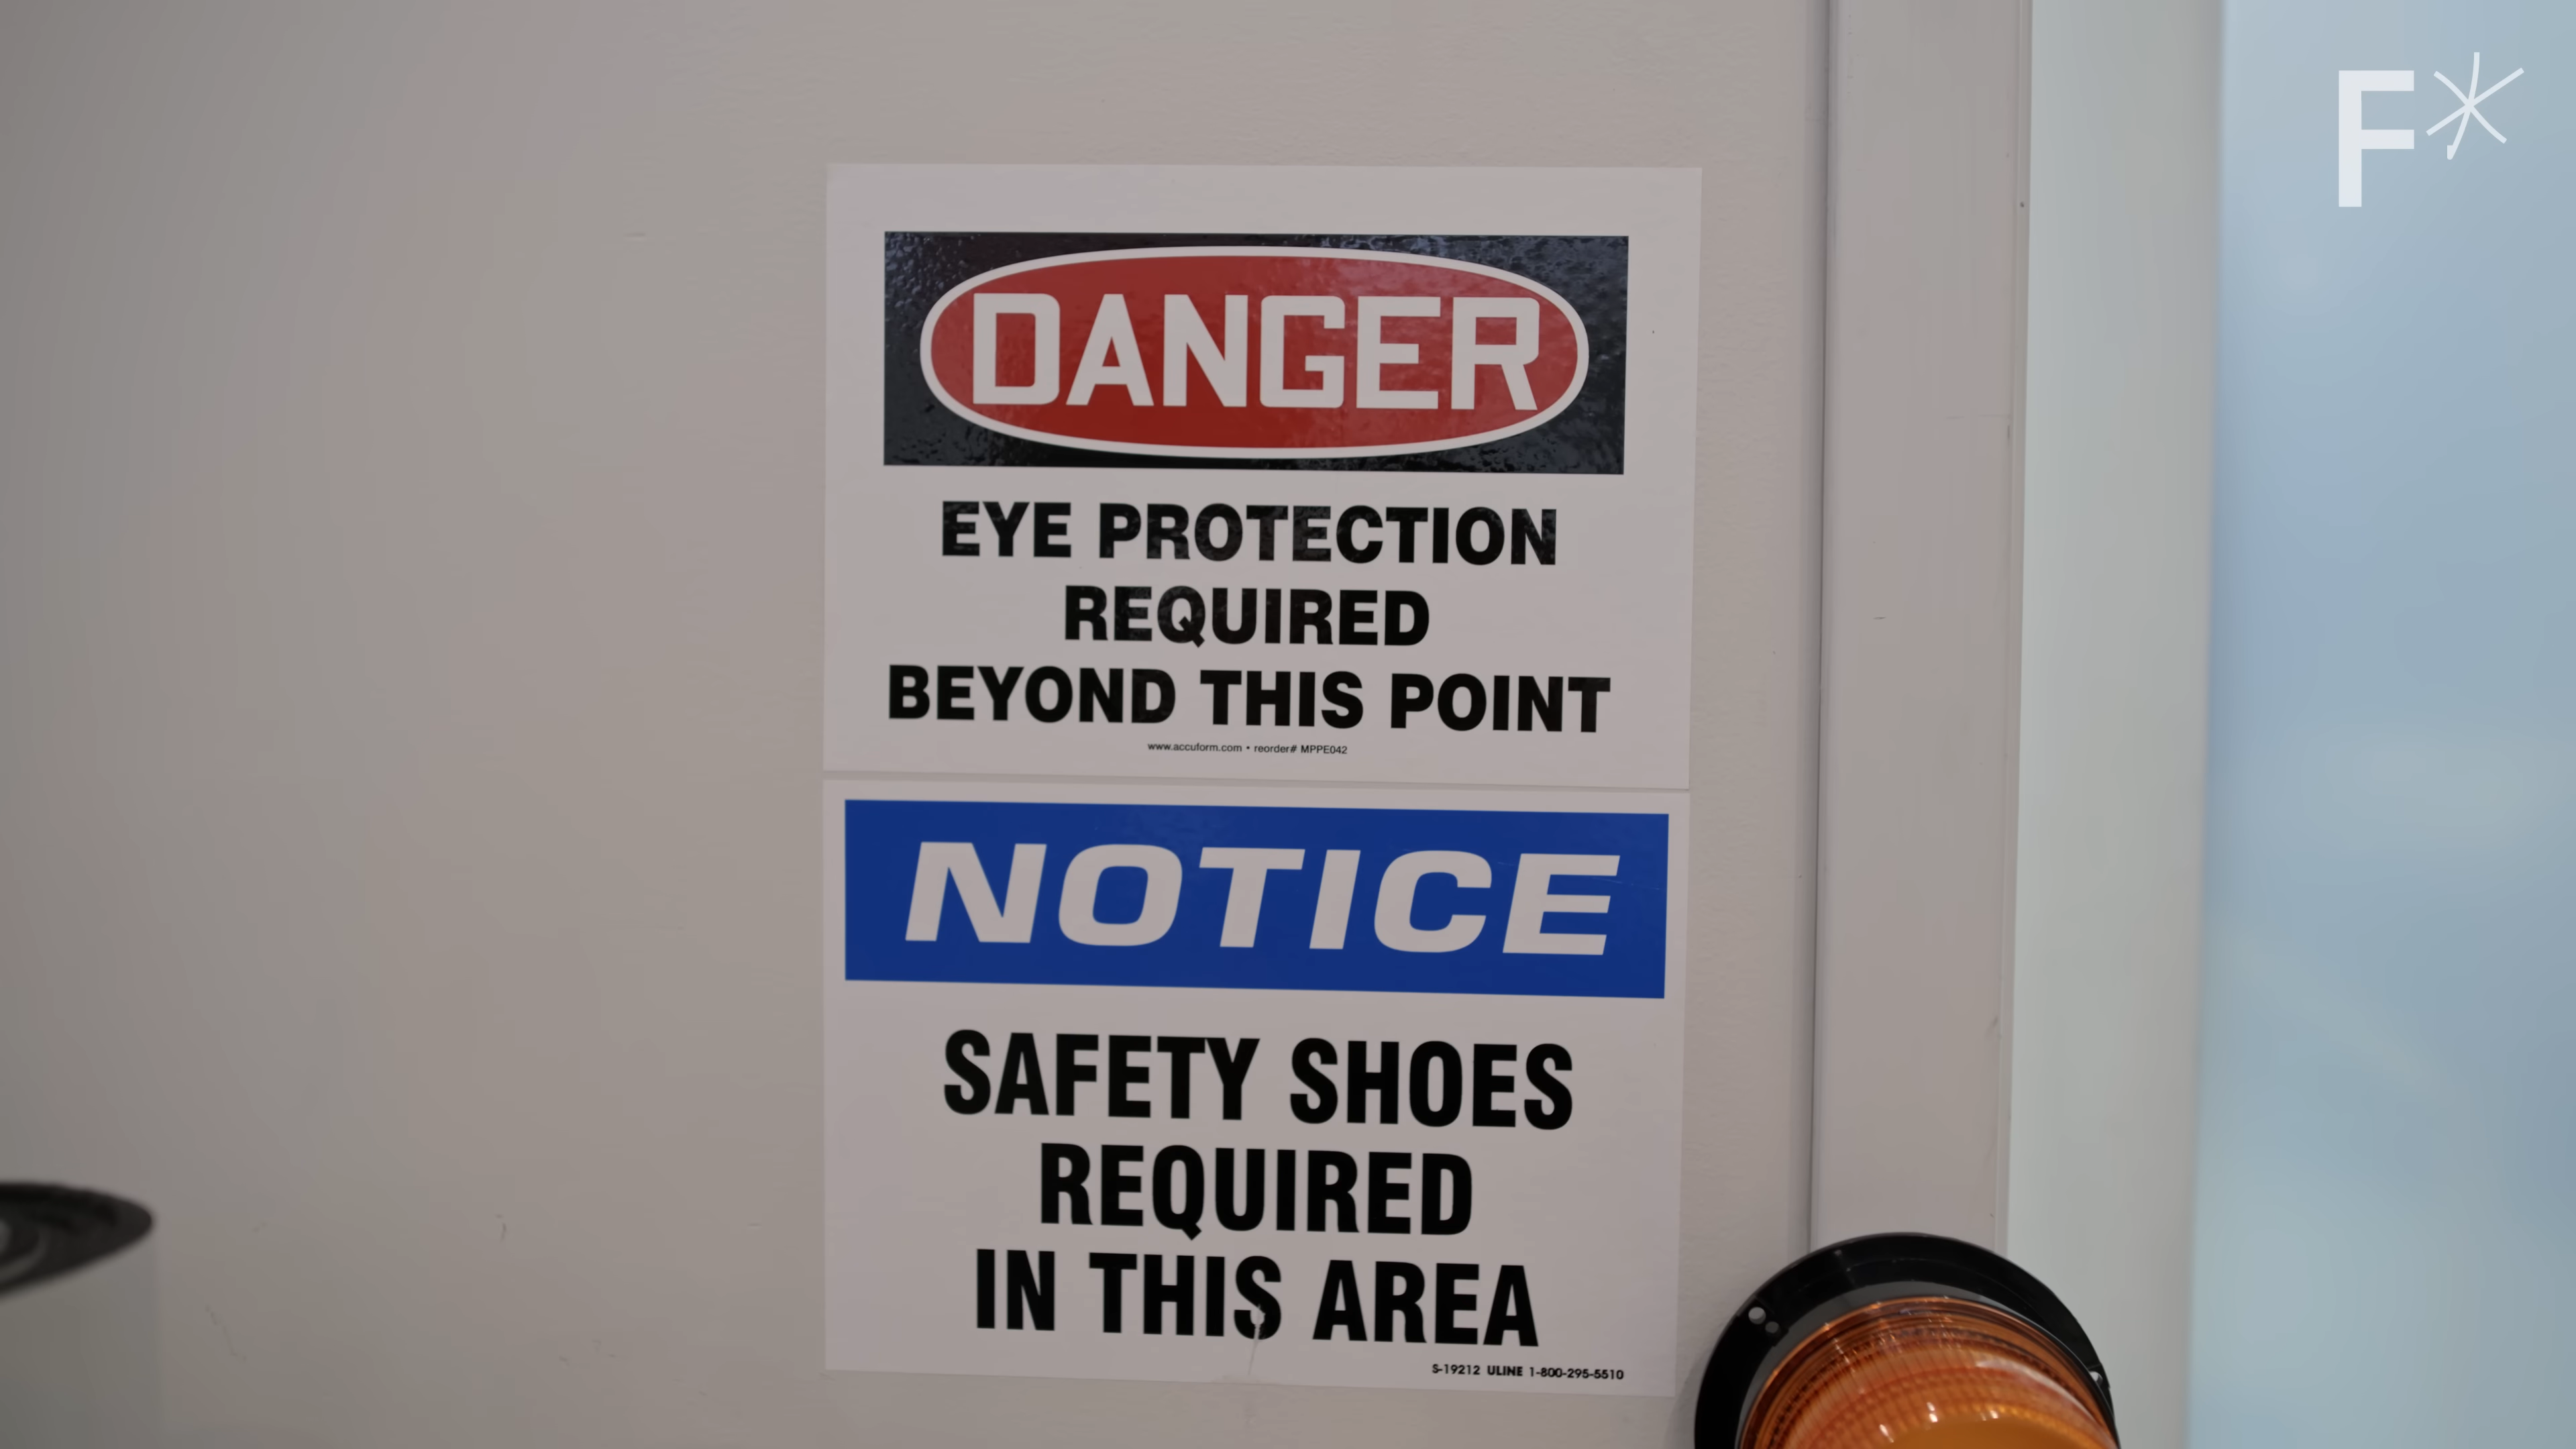 F*
DANGER
EYE PROTECTION
REQUIRED
BEYOND THIS POINT
www.accuform.com • reorder# MPPE042
NOTICE
SAFETY SHOES
REQUIRED
IN THIS AREA
S-19212 ULINE 1-800-295-5510